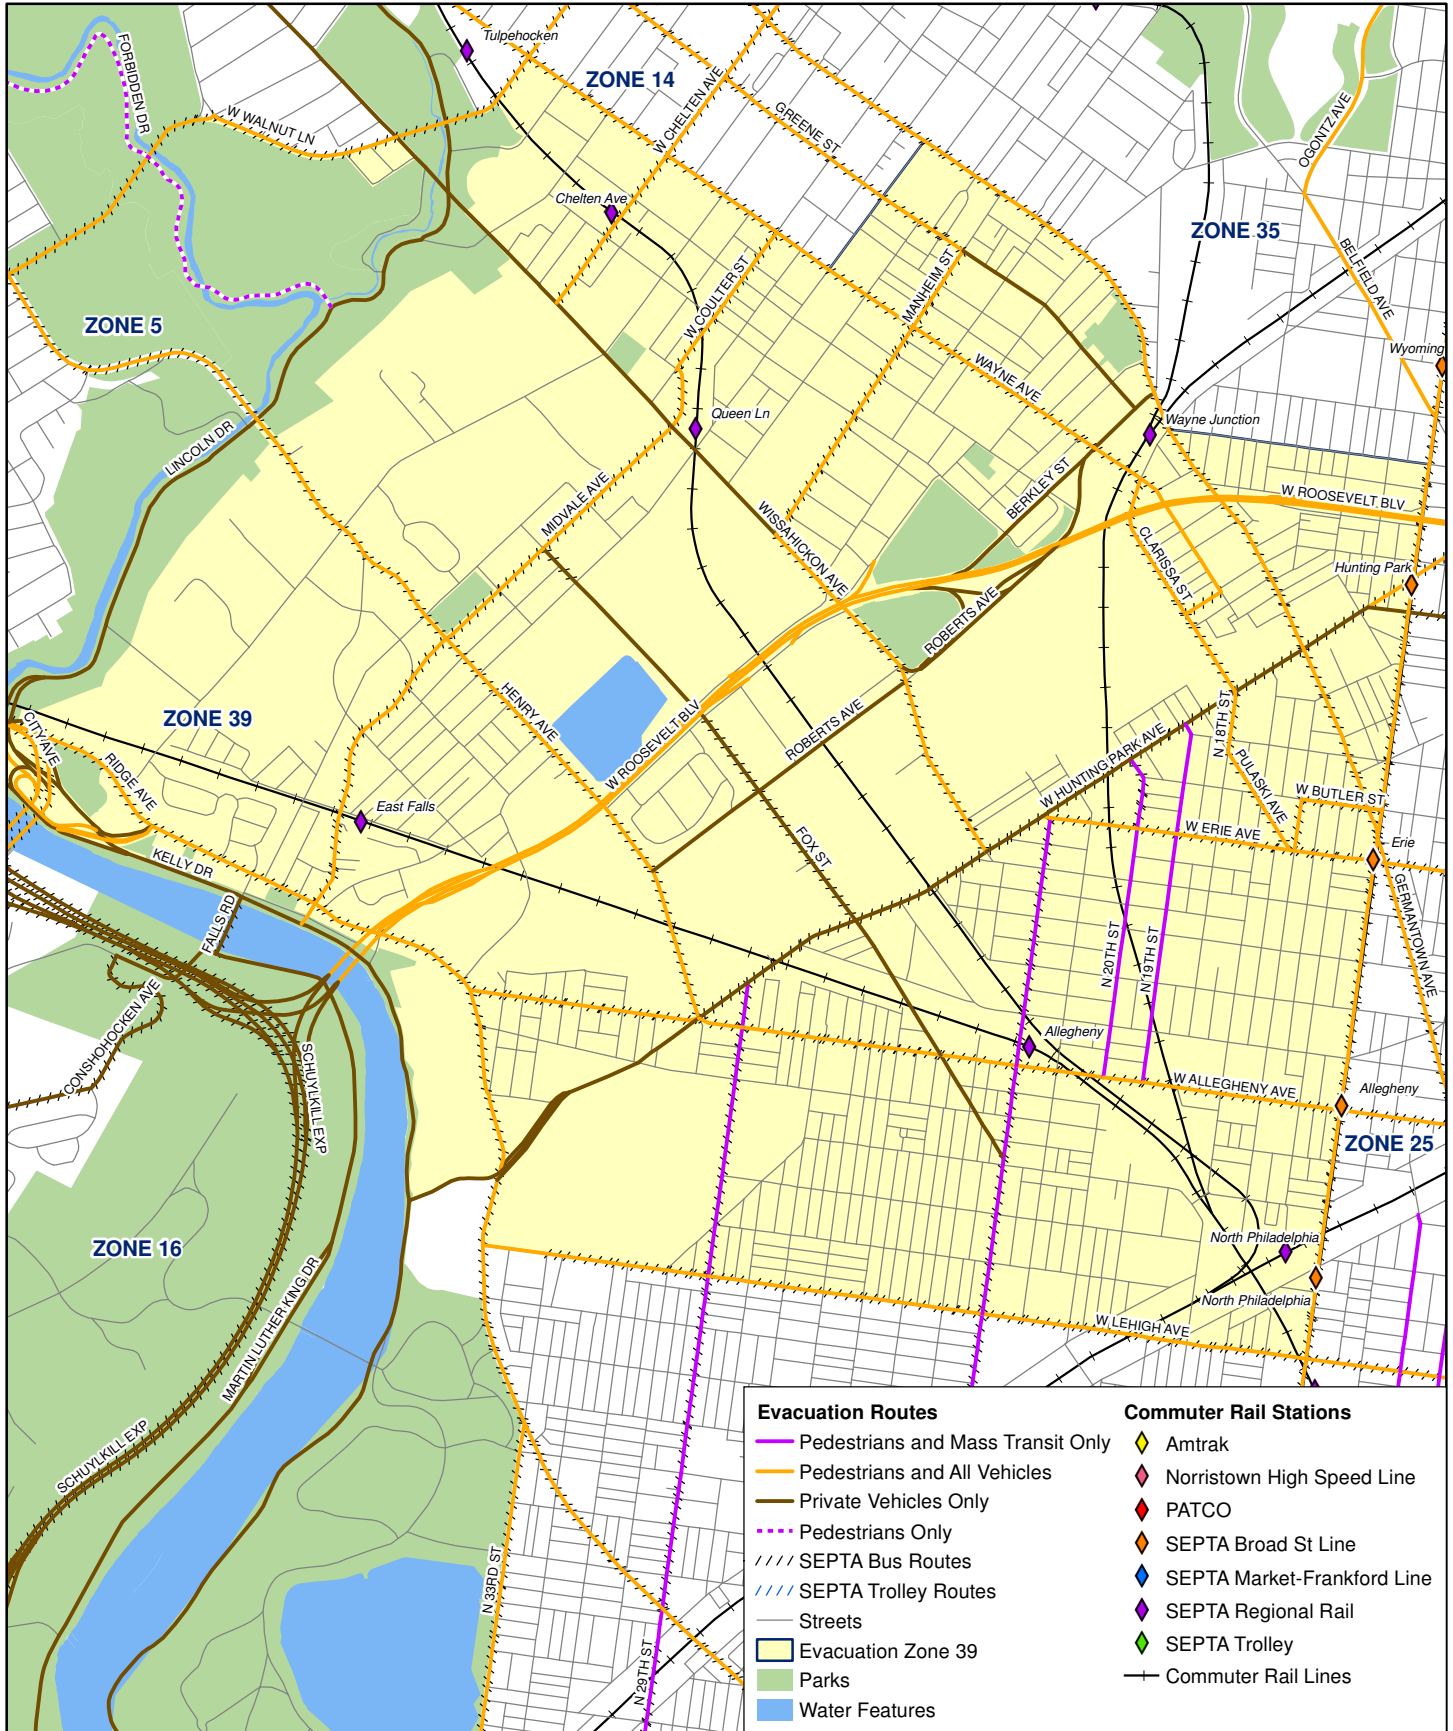 Tulpehocken
FORBIDDEN DR
ZONE 14
W WALNUT LN
W CHELTEN AVE
GREENE ST
OGONTZ AVE
Chelten Ave
ZONE 35
BELFIELD AVE
W COULTER ST
MANHEIM ST
ZONE 5
Wyoming
WAYNE AVE
Queen Ln
Wayne Junction
LINCOLN DR
MIDVALE AVE
WISSAHICKON AVE
BERKLEY ST
W ROOSEVELT BLV
CLARISSA ST
Hunting Park
ROBERTS AVE
ZONE 39
CITY AVE
HENRY AVE
W ROOSEVELT BLV
ROBERTS AVE
N 18TH ST
RIDGE AVE
W HUNTING PARK AVE
PULASKI AVE
W BUTLER ST
East Falls
FOX ST
W ERIE AVE
Erie
KELLY DR
GERMANTOWN AVE
FALLS RD
N 20TH ST
N 19TH ST
CONSHOHOCKEN AVE
SCHUYLKILL EXP
Allegheny
W ALLEGHENY AVE
Allegheny
ZONE 25
ZONE 16
North Philadelphia
MARTIN LUTHER KING DR
North Philadelphia
W LEHIGH AVE
SCHUYLKILL EXP
N 33RD ST
N 29TH ST
Evacuation Routes
Pedestrians and Mass Transit Only
Pedestrians and All Vehicles
Private Vehicles Only
Pedestrians Only
SEPTA Bus Routes
SEPTA Trolley Routes
Streets
Evacuation Zone 39
Parks
Water Features
Commuter Rail Stations
Amtrak
Norristown High Speed Line
PATCO
SEPTA Broad St Line
SEPTA Market-Frankford Line
SEPTA Regional Rail
SEPTA Trolley
Commuter Rail Lines